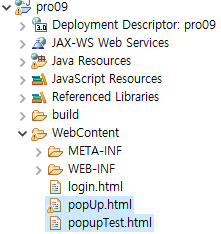 pro09
Deployment Descriptor: pro09
JAX-WS Web Services
Java Resources
JavaScript Resources
Referenced Libraries
build
WebContent
META-INF
WEB-INF
login.html
popUp.html
popupTest.html